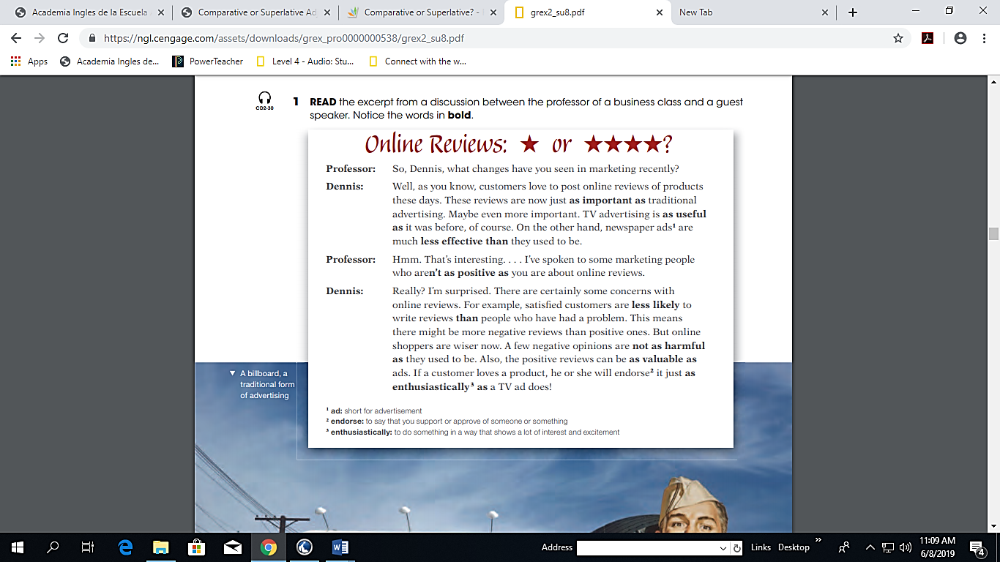 Academia Ingles de la Escuela
Comparative or Superlative Ad
Comparative or Superlative? -
grex2_su8.pdf
New Tab
https://ngl.cengage.com/assets/downloads/grex_pro0000000538/grex2_su8.pdf
Apps
Academia Ingles de...
PowerTeacher
Level 4 - Audio: Stu...
Connect with the w...
CD2-30
1 READ the excerpt from a discussion between the professor of a business class and a guest
speaker. Notice the words in bold.
Online Reviews: ★ or ★★★★?
Professor: So, Dennis, what changes have you seen in marketing recently?
Dennis: Well, as you know, customers love to post online reviews of products
these days. These reviews are now just as important as traditional
advertising. Maybe even more important. TV advertising is as useful
as it was before, of course. On the other hand, newspaper ads¹ are
much less effective than they used to be.
Professor: Hmm. That's interesting. . . . I've spoken to some marketing people
who aren't as positive as you are about online reviews.
Dennis: Really? I'm surprised. There are certainly some concerns with
online reviews. For example, satisfied customers are less likely to
write reviews than people who have had a problem. This means
there might be more negative reviews than positive ones. But online
shoppers are wiser now. A few negative opinions are not as harmful
as they used to be. Also, the positive reviews can be as valuable as
ads. If a customer loves a product, he or she will endorse² it just as
enthusiastically³ as a TV ad does!
¹ ad: short for advertisement
² endorse: to say that you support or approve of someone or something
³ enthusiastically: to do something in a way that shows a lot of interest and excitement
▼ A billboard, a
traditional form
of advertising
Address
Links
Desktop
11:09 AM
6/8/2019
4